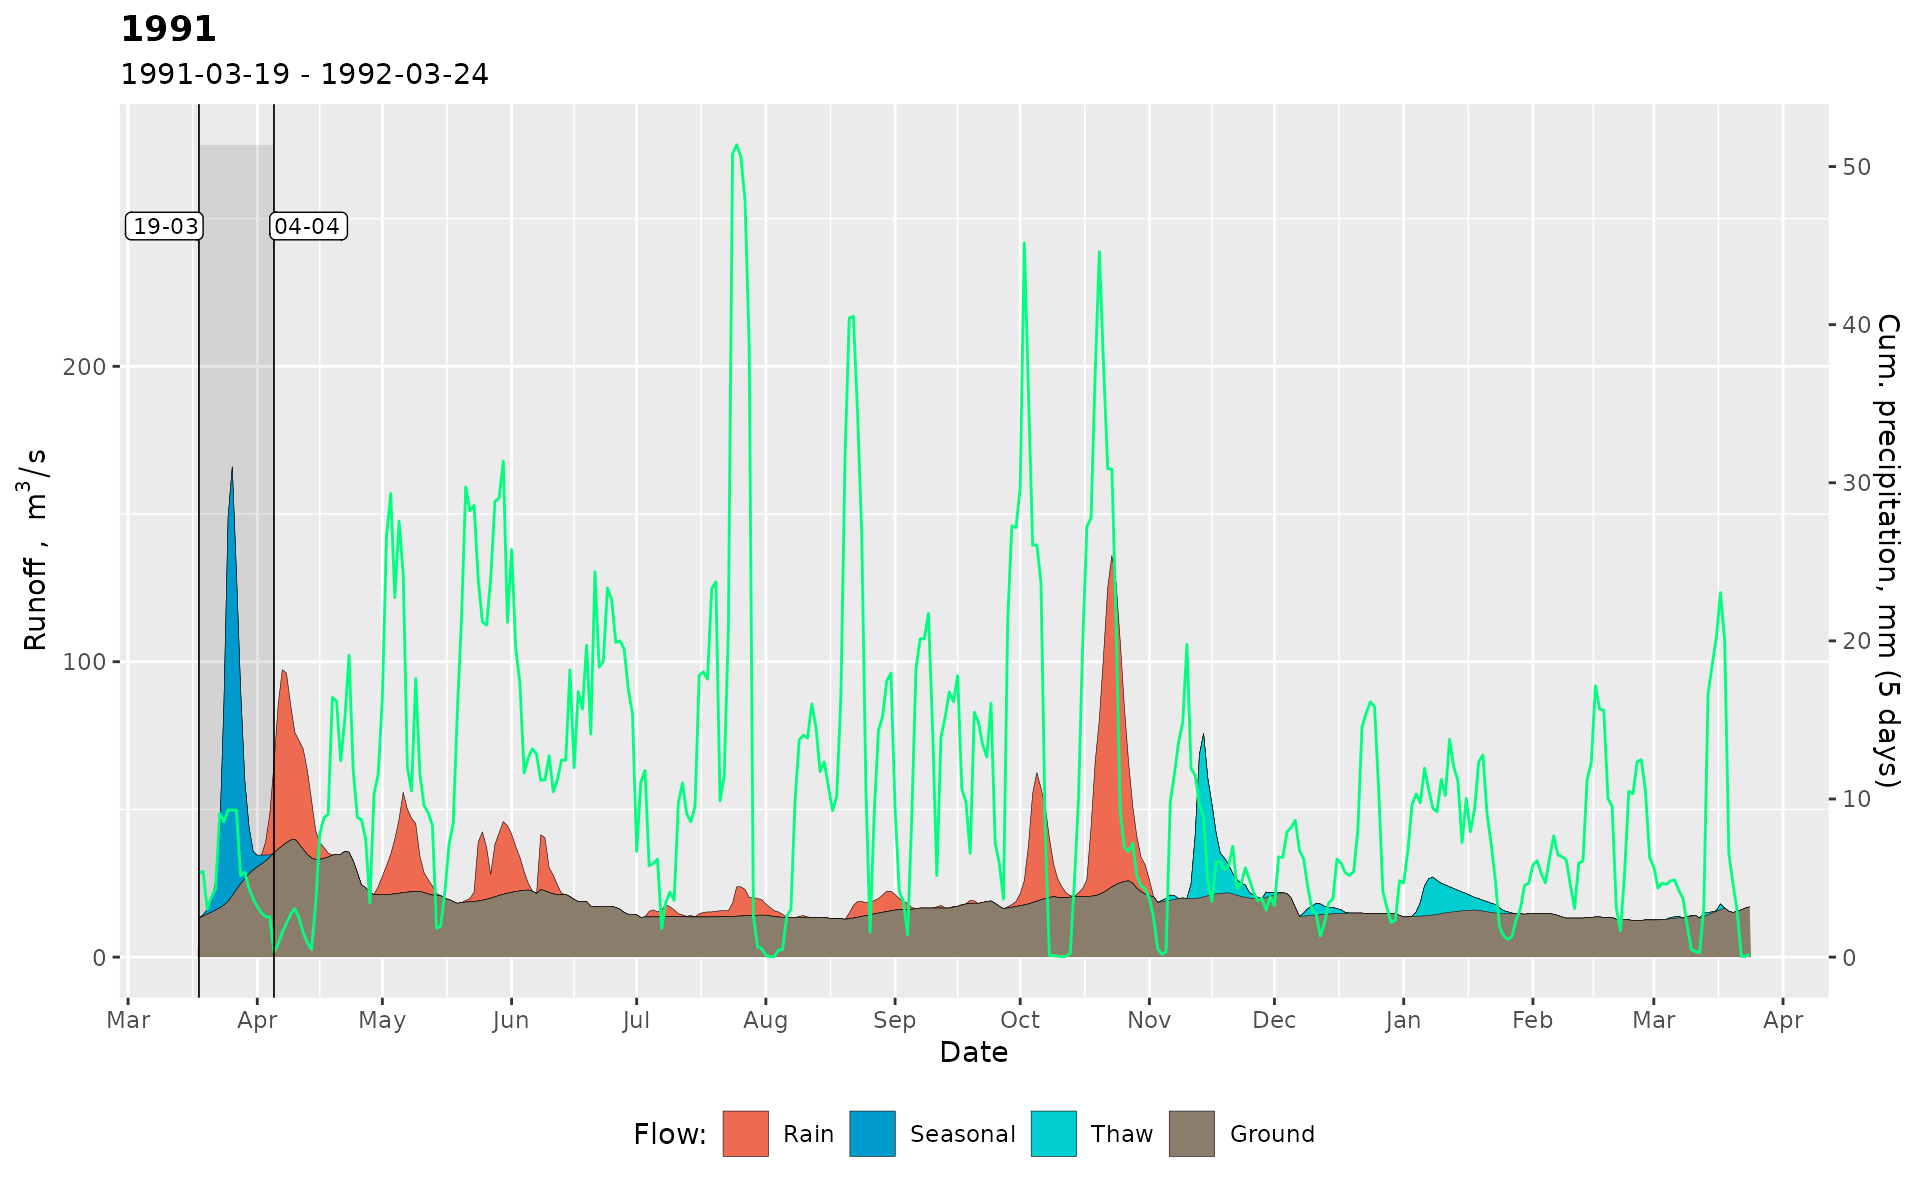 1991
1991-03-19 - 1992-03-24
19-03
04-04
200
100
0
50
40
30
20
10
0
Runoff , m³/s
Cum. precipitation, mm (5 days)
Mar Apr May Jun Jul Aug Sep Oct Nov Dec Jan Feb Mar Apr
Date
Flow: Rain Seasonal Thaw Ground